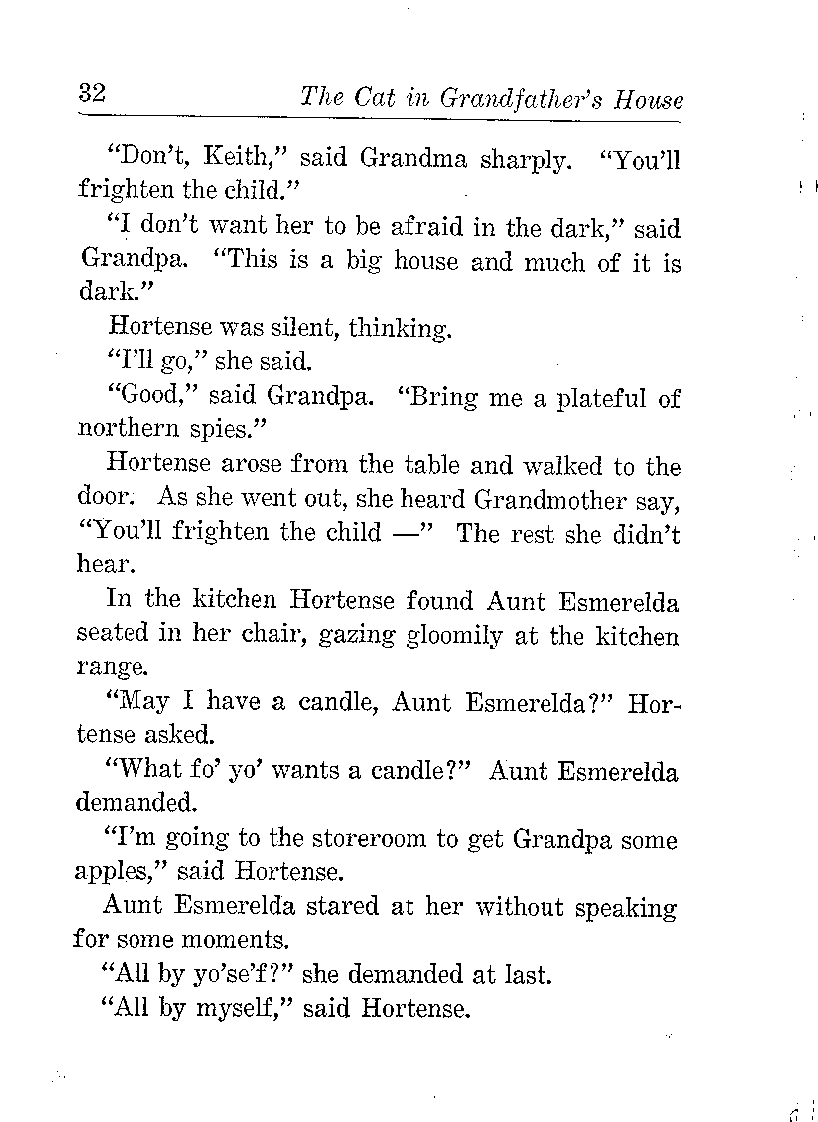 32 The Cat in Grandfather's House
“Don't, Keith,” said Grandma sharply. “You'll
frighten the child.”
“I don't want her to be afraid in the dark,” said
Grandpa. “This is a big house and much of it is
dark.”
Hortense was silent, thinking.
“I'll go,” she said.
“Good,” said Grandpa. “Bring me a plateful of
northern spies.”
Hortense arose from the table and walked to the
door. As she went out, she heard Grandmother say,
“You'll frighten the child —” The rest she didn't
hear.
In the kitchen Hortense found Aunt Esmerelda
seated in her chair, gazing gloomily at the kitchen
range.
“May I have a candle, Aunt Esmerelda?” Hor-
tense asked.
“What fo' yo' wants a candle?” Aunt Esmerelda
demanded.
“I'm going to the storeroom to get Grandpa some
apples,” said Hortense.
Aunt Esmerelda stared at her without speaking
for some moments.
“All by yo'se'f?” she demanded at last.
“All by myself,” said Hortense.